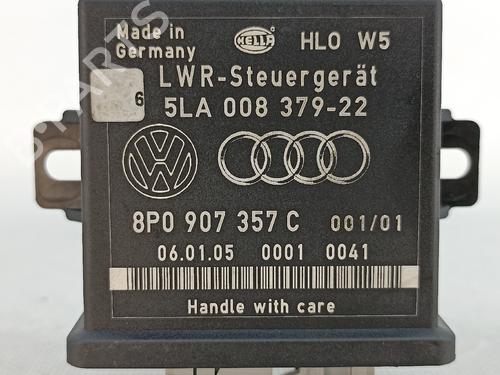 Made in
Germany
HELLA
HLO W5
6
LWR-Steuergerät
5LA 008 379-22
VW
8P0 907 357 C 001/01
06.01.05 0001 0041
Handle with care